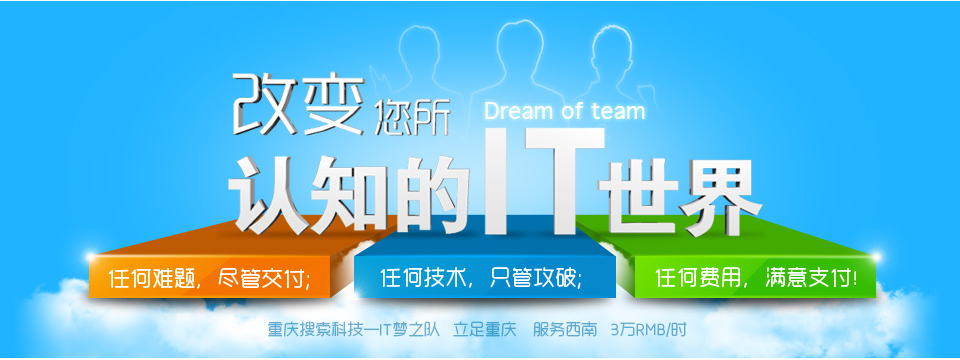 改变您所
Dream of team
认知的IT世界
任何难题，尽管交付;
任何技术，只管攻破;
任何费用，满意支付!
重庆搜索科技—IT梦之队 立足重庆 服务西南 3万RMB/时